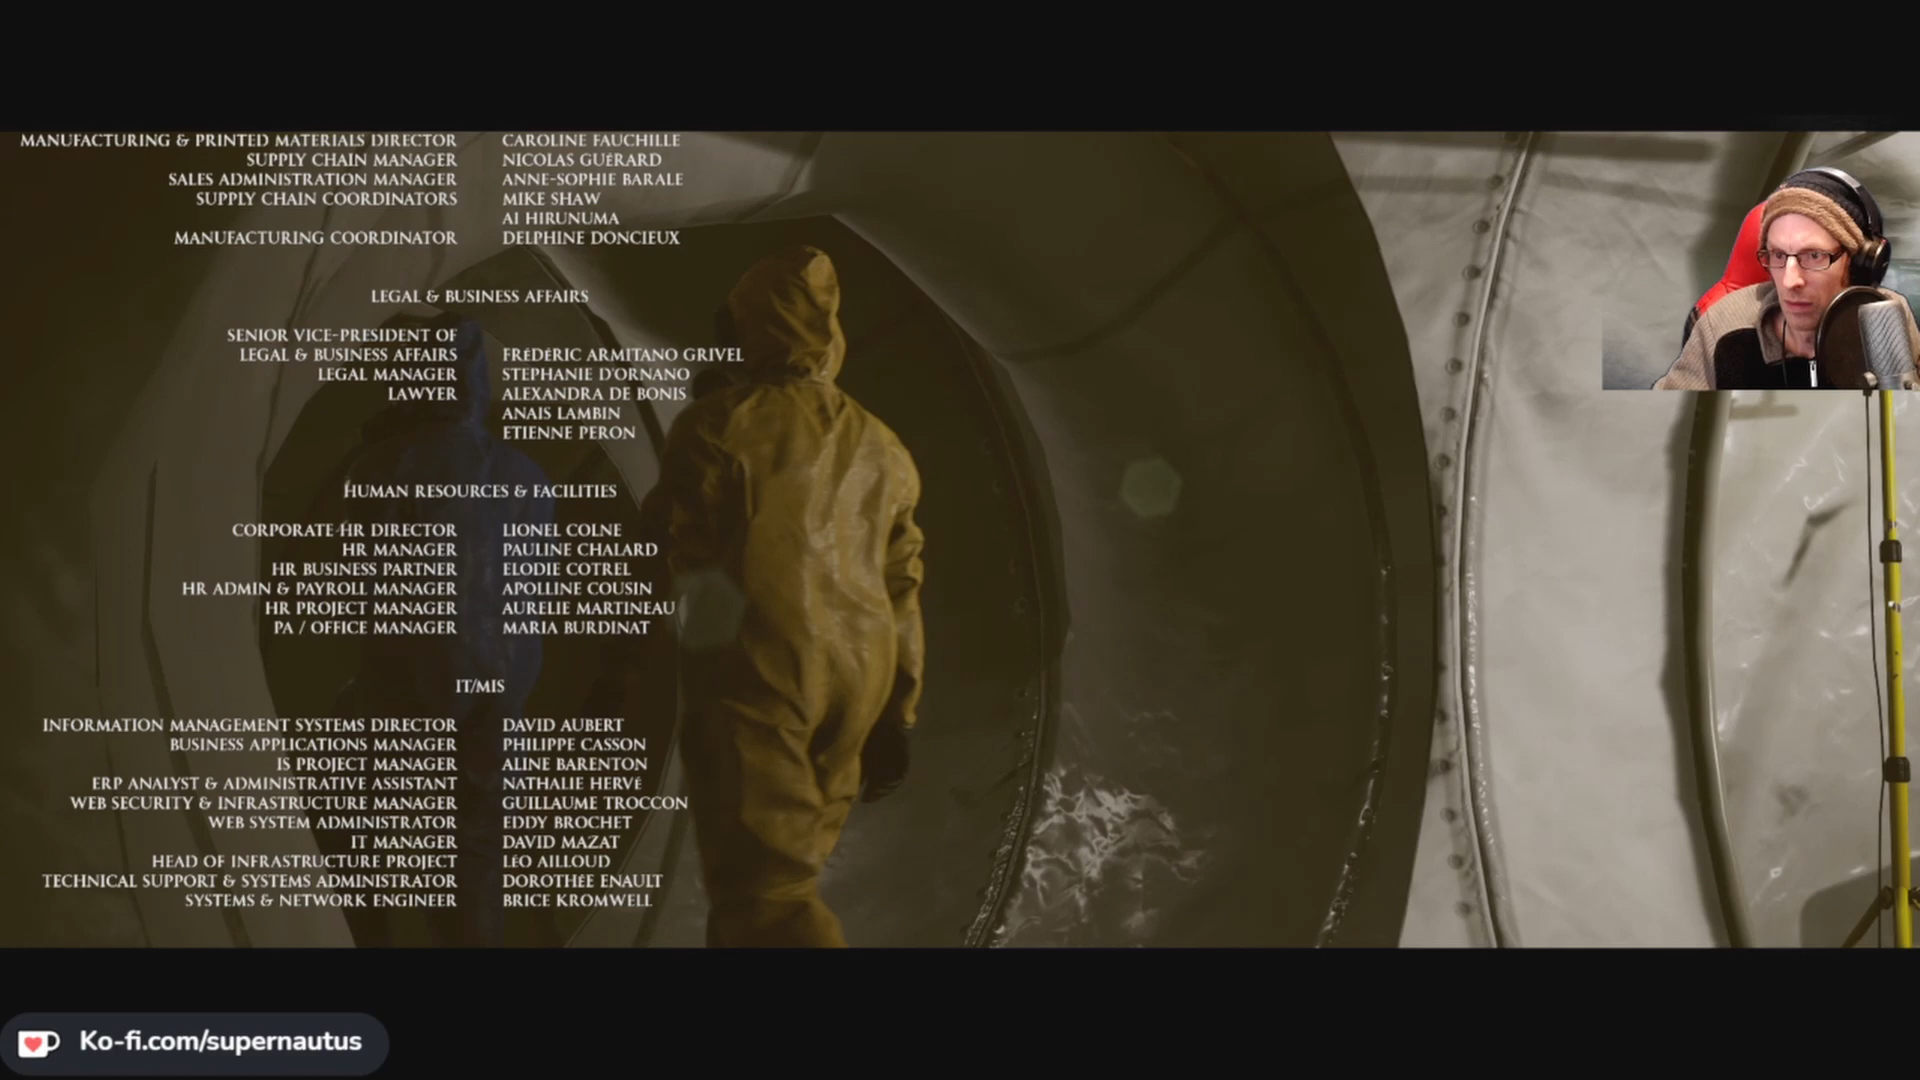 MANUFACTURING & PRINTED MATERIALS DIRECTOR CAROLINE FAUCHILLE
SUPPLY CHAIN MANAGER NICOLAS GUÉRARD
SALES ADMINISTRATION MANAGER ANNE-SOPHIE BARALE
SUPPLY CHAIN COORDINATORS MIKE SHAW
AI HIRUNUMA
MANUFACTURING COORDINATOR DELPHINE DONCIEUX
LEGAL & BUSINESS AFFAIRS
SENIOR VICE-PRESIDENT OF
LEGAL & BUSINESS AFFAIRS FRÉDÉRIC ARMITANO GRIVEL
LEGAL MANAGER STEPHANIE D'ORNANO
LAWYER ALEXANDRA DE BONIS
ANAIS LAMBIN
ETIENNE PERON
HUMAN RESOURCES & FACILITIES
CORPORATE HR DIRECTOR LIONEL COLNE
HR MANAGER PAULINE CHALARD
HR BUSINESS PARTNER ELODIE COTREL
HR ADMIN & PAYROLL MANAGER APOLLINE COUSIN
HR PROJECT MANAGER AURELIE MARTINEAU
PA / OFFICE MANAGER MARIA BURDINAT
IT/MIS
INFORMATION MANAGEMENT SYSTEMS DIRECTOR DAVID AUBERT
BUSINESS APPLICATIONS MANAGER PHILIPPE CASSON
IS PROJECT MANAGER ALINE BARENTON
ERP ANALYST & ADMINISTRATIVE ASSISTANT NATHALIE HERVÉ
WEB SECURITY & INFRASTRUCTURE MANAGER GUILLAUME TROCCON
WEB SYSTEM ADMINISTRATOR EDDY BROCHET
IT MANAGER DAVID MAZAT
HEAD OF INFRASTRUCTURE PROJECT LÉO AILLOUD
TECHNICAL SUPPORT & SYSTEMS ADMINISTRATOR DOROTHÉE ENAULT
SYSTEMS & NETWORK ENGINEER BRICE KROMWELL
Ko-fi.com/supernautus